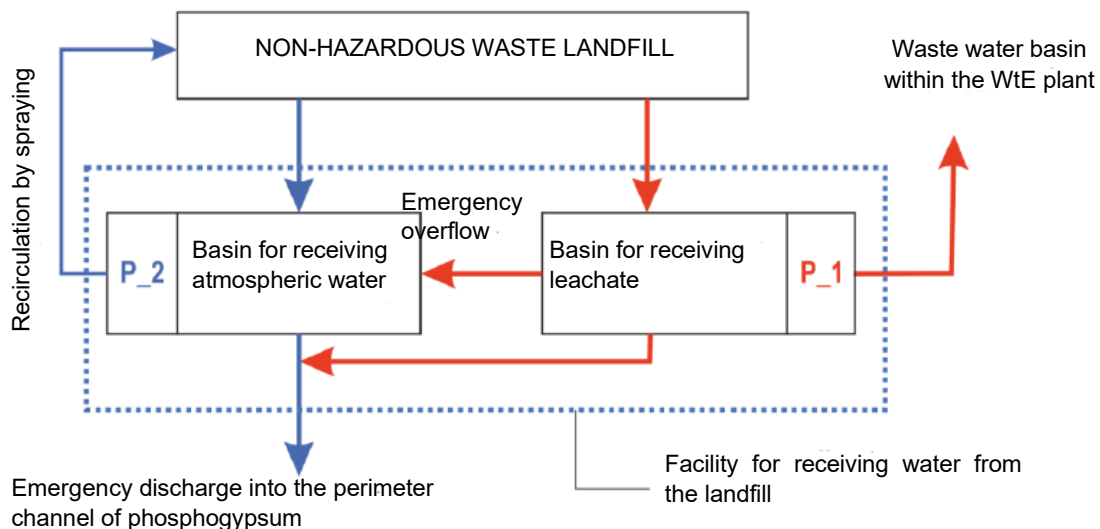 NON-HAZARDOUS WASTE LANDFILL
Waste water basin
within the WtE plant
Recirculation by spraying
Emergency
overflow
P_2
Basin for receiving
atmospheric water
Basin for receiving
leachate
P_1
Facility for receiving water from
the landfill
Emergency discharge into the perimeter
channel of phosphogypsum